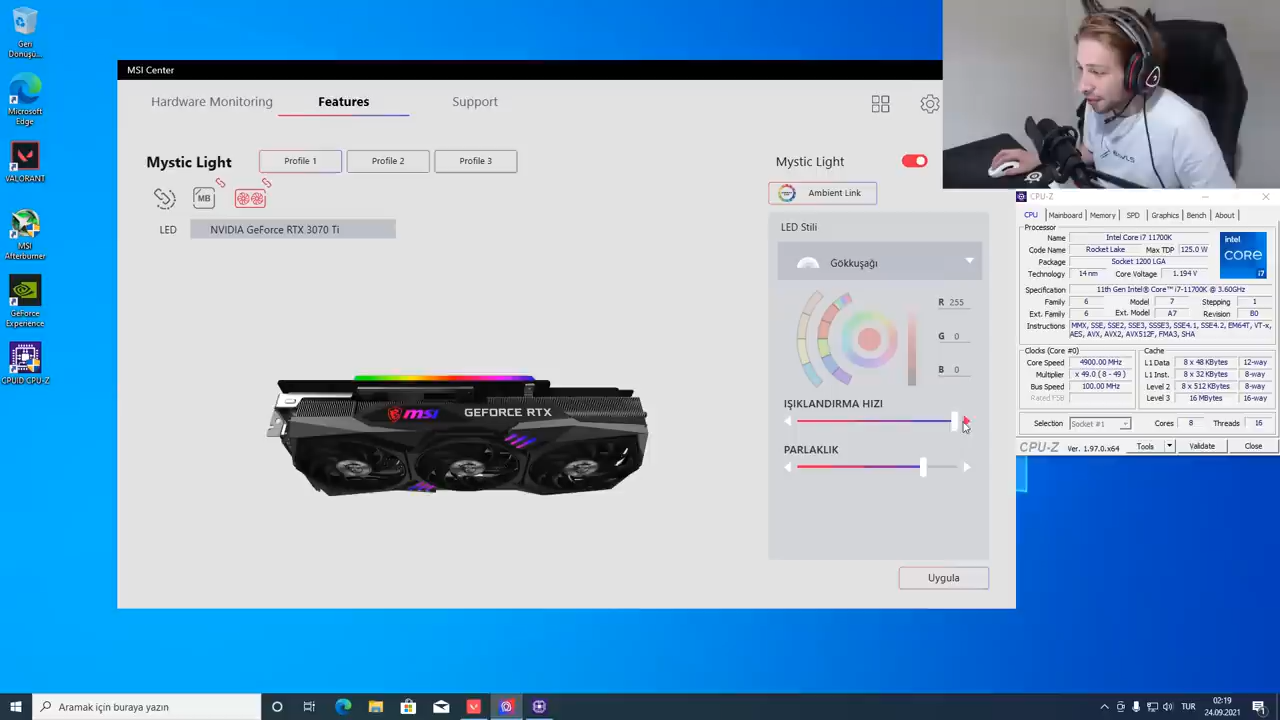 Geri
Dönüşü...
Microsoft
Edge
VALORANT
MSI
Afterburner
GeForce
Experience
CPUID CPU-Z
MSI Center
Hardware Monitoring
Features
Support
Mystic Light
Profile 1
Profile 2
Profile 3
MB
LED
NVIDIA GeForce RTX 3070 Ti
msi
GEFORCE RTX
Mystic Light
Ambient Link
LED Stili
Gökkuşağı
R 255
G 0
B 0
IŞIKLANDIRMA HIZI
PARLAKLIK
Uygula
CPU-Z
CPU
Mainboard
Memory
SPD
Graphics
Bench
About
Processor
Name
Intel Core i7 11700K
Code Name
Rocket Lake
Max TDP
125.0 W
Package
Socket 1200 LGA
Technology
14 nm
Core Voltage
1.194 V
intel
CORE
i7
Specification
11th Gen Intel® Core™ i7-11700K @ 3.60GHz
Family
6
Model
7
Stepping
1
Ext. Family
6
Ext. Model
A7
Revision
B0
Instructions
MMX, SSE, SSE2, SSE3, SSSE3, SSE4.1, SSE4.2, EM64T, VT-x,
AES, AVX, AVX2, AVX512F, FMA3, SHA
Clocks (Core #0)
Core Speed
4900.00 MHz
Multiplier
x 49.0 ( 8 - 49 )
Bus Speed
100.00 MHz
Rated FSB
Cache
L1 Data
8 x 48 KBytes
12-way
L1 Inst.
8 x 32 KBytes
8-way
Level 2
8 x 512 KBytes
8-way
Level 3
16 MBytes
16-way
Selection
Socket #1
Cores
8
Threads
16
CPU-Z
Ver. 1.97.0.x64
Tools
Validate
Close
Aramak için buraya yazın
TUR
02:19
24.09.2021
1